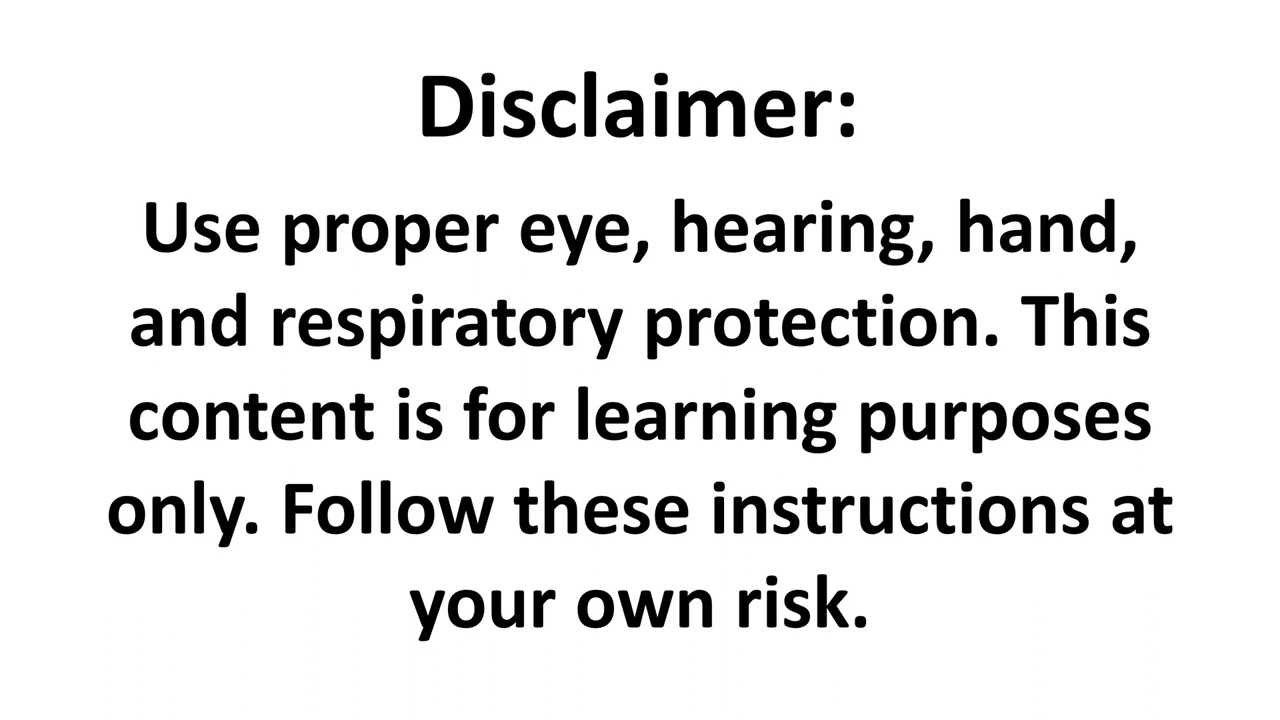 Disclaimer:
Use proper eye, hearing, hand,
and respiratory protection. This
content is for learning purposes
only. Follow these instructions at
your own risk.